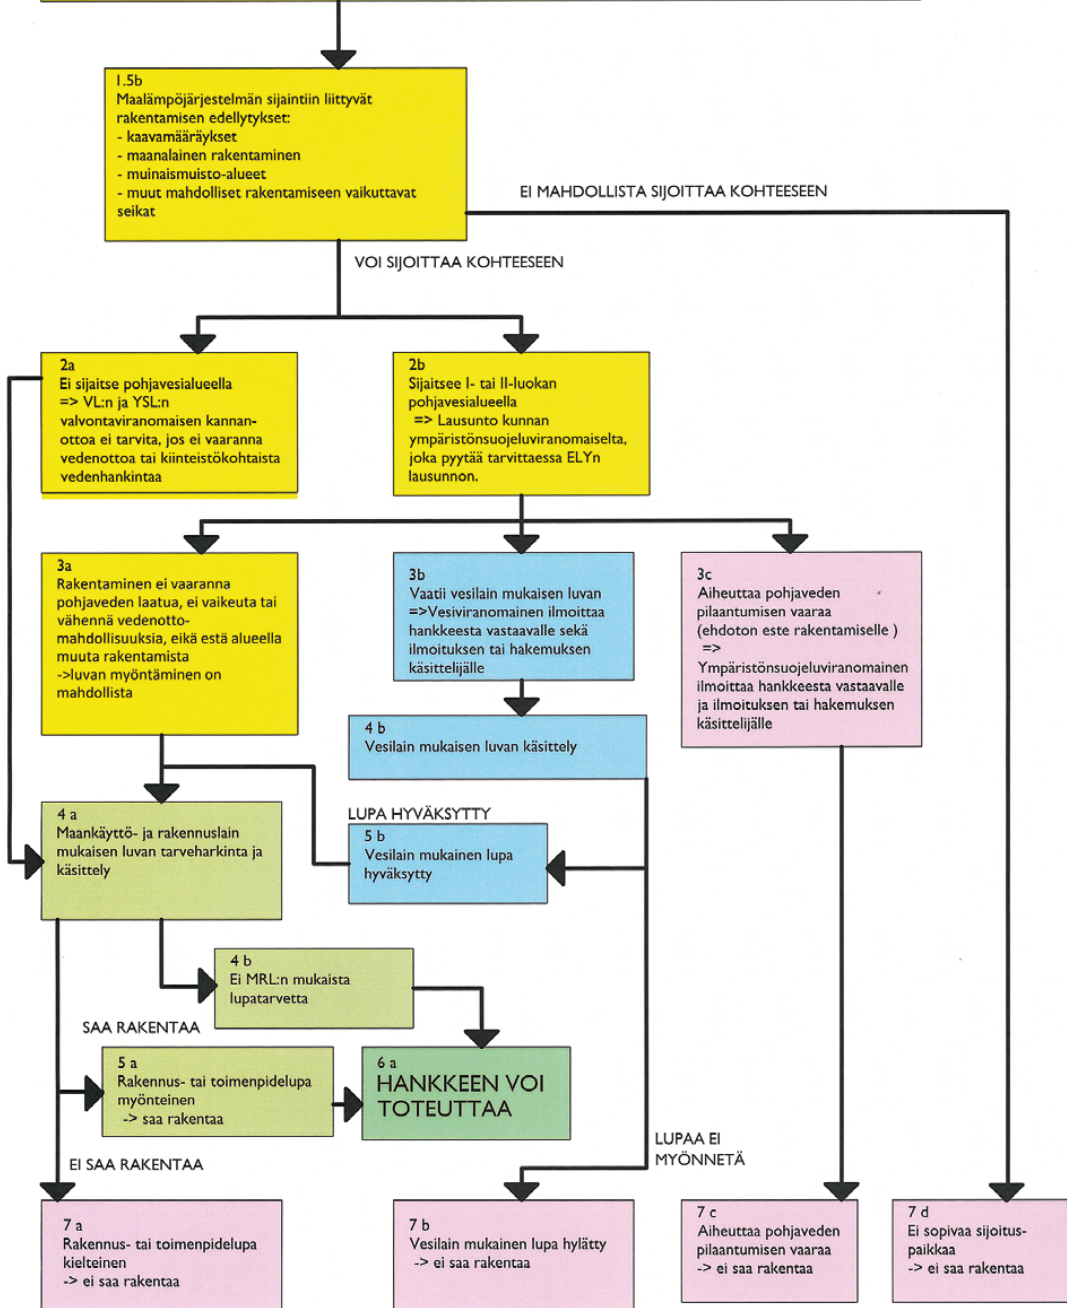 1.5b
Maalämpöjärjestelmän sijaintiin liittyvät
rakentamisen edellytykset:
- kaavamääräykset
- maanalainen rakentaminen
- muinaismuisto-alueet
- muut mahdolliset rakentamiseen vaikuttavat
seikat
EI MAHDOLLISTA SIJOITTAA KOHTEESEEN
VOI SIJOITTAA KOHTEESEEN
2a
Ei sijaitse pohjavesialueella
=> VL:n ja YSL:n
valvontaviranomaisen kannan-
ottoa ei tarvita, jos ei vaaranna
vedenottoa tai kiinteistökohtaista
vedenhankintaa
2b
Sijaitsee I- tai II-luokan
pohjavesialueella
=> Lausunto kunnan
ympäristönsuojeluviranomaiselta,
joka pyytää tarvittaessa ELYn
lausunnon.
3a
Rakentaminen ei vaaranna
pohjaveden laatua, ei vaikeuta tai
vähennä vedenotto-
mahdollisuuksia, eikä estä alueella
muuta rakentamista
->luvan myöntäminen on
mahdollista
3b
Vaatii vesilain mukaisen luvan
=>Vesiviranomainen ilmoittaa
hankkeesta vastaavalle sekä
ilmoituksen tai hakemuksen
käsittelijälle
3c
Aiheuttaa pohjaveden
pilaantumisen vaaraa
(ehdoton este rakentamiselle )
=>
Ympäristönsuojeluviranomainen
ilmoittaa hankkeesta vastaavalle
ja ilmoituksen tai hakemuksen
käsittelijälle
4 b
Vesilain mukaisen luvan käsittely
4 a
Maankäyttö- ja rakennuslain
mukaisen luvan tarveharkinta ja
käsittely
LUPA HYVÄKSYTTY
5 b
Vesilain mukainen lupa
hyväksytty
4 b
Ei MRL:n mukaista
lupatarvetta
SAA RAKENTAA
5 a
Rakennus- tai toimenpidelupa
myönteinen
-> saa rakentaa
6 a
HANKKEEN VOI
TOTEUTTAA
EI SAA RAKENTAA
LUPAA EI
MYÖNNETÄ
7 a
Rakennus- tai toimenpidelupa
kielteinen
-> ei saa rakentaa
7 b
Vesilain mukainen lupa hylätty
-> ei saa rakentaa
7 c
Aiheuttaa pohjaveden
pilaantumisen vaaraa
-> ei saa rakentaa
7 d
Ei sopivaa sijoitus-
paikkaa
-> ei saa rakentaa